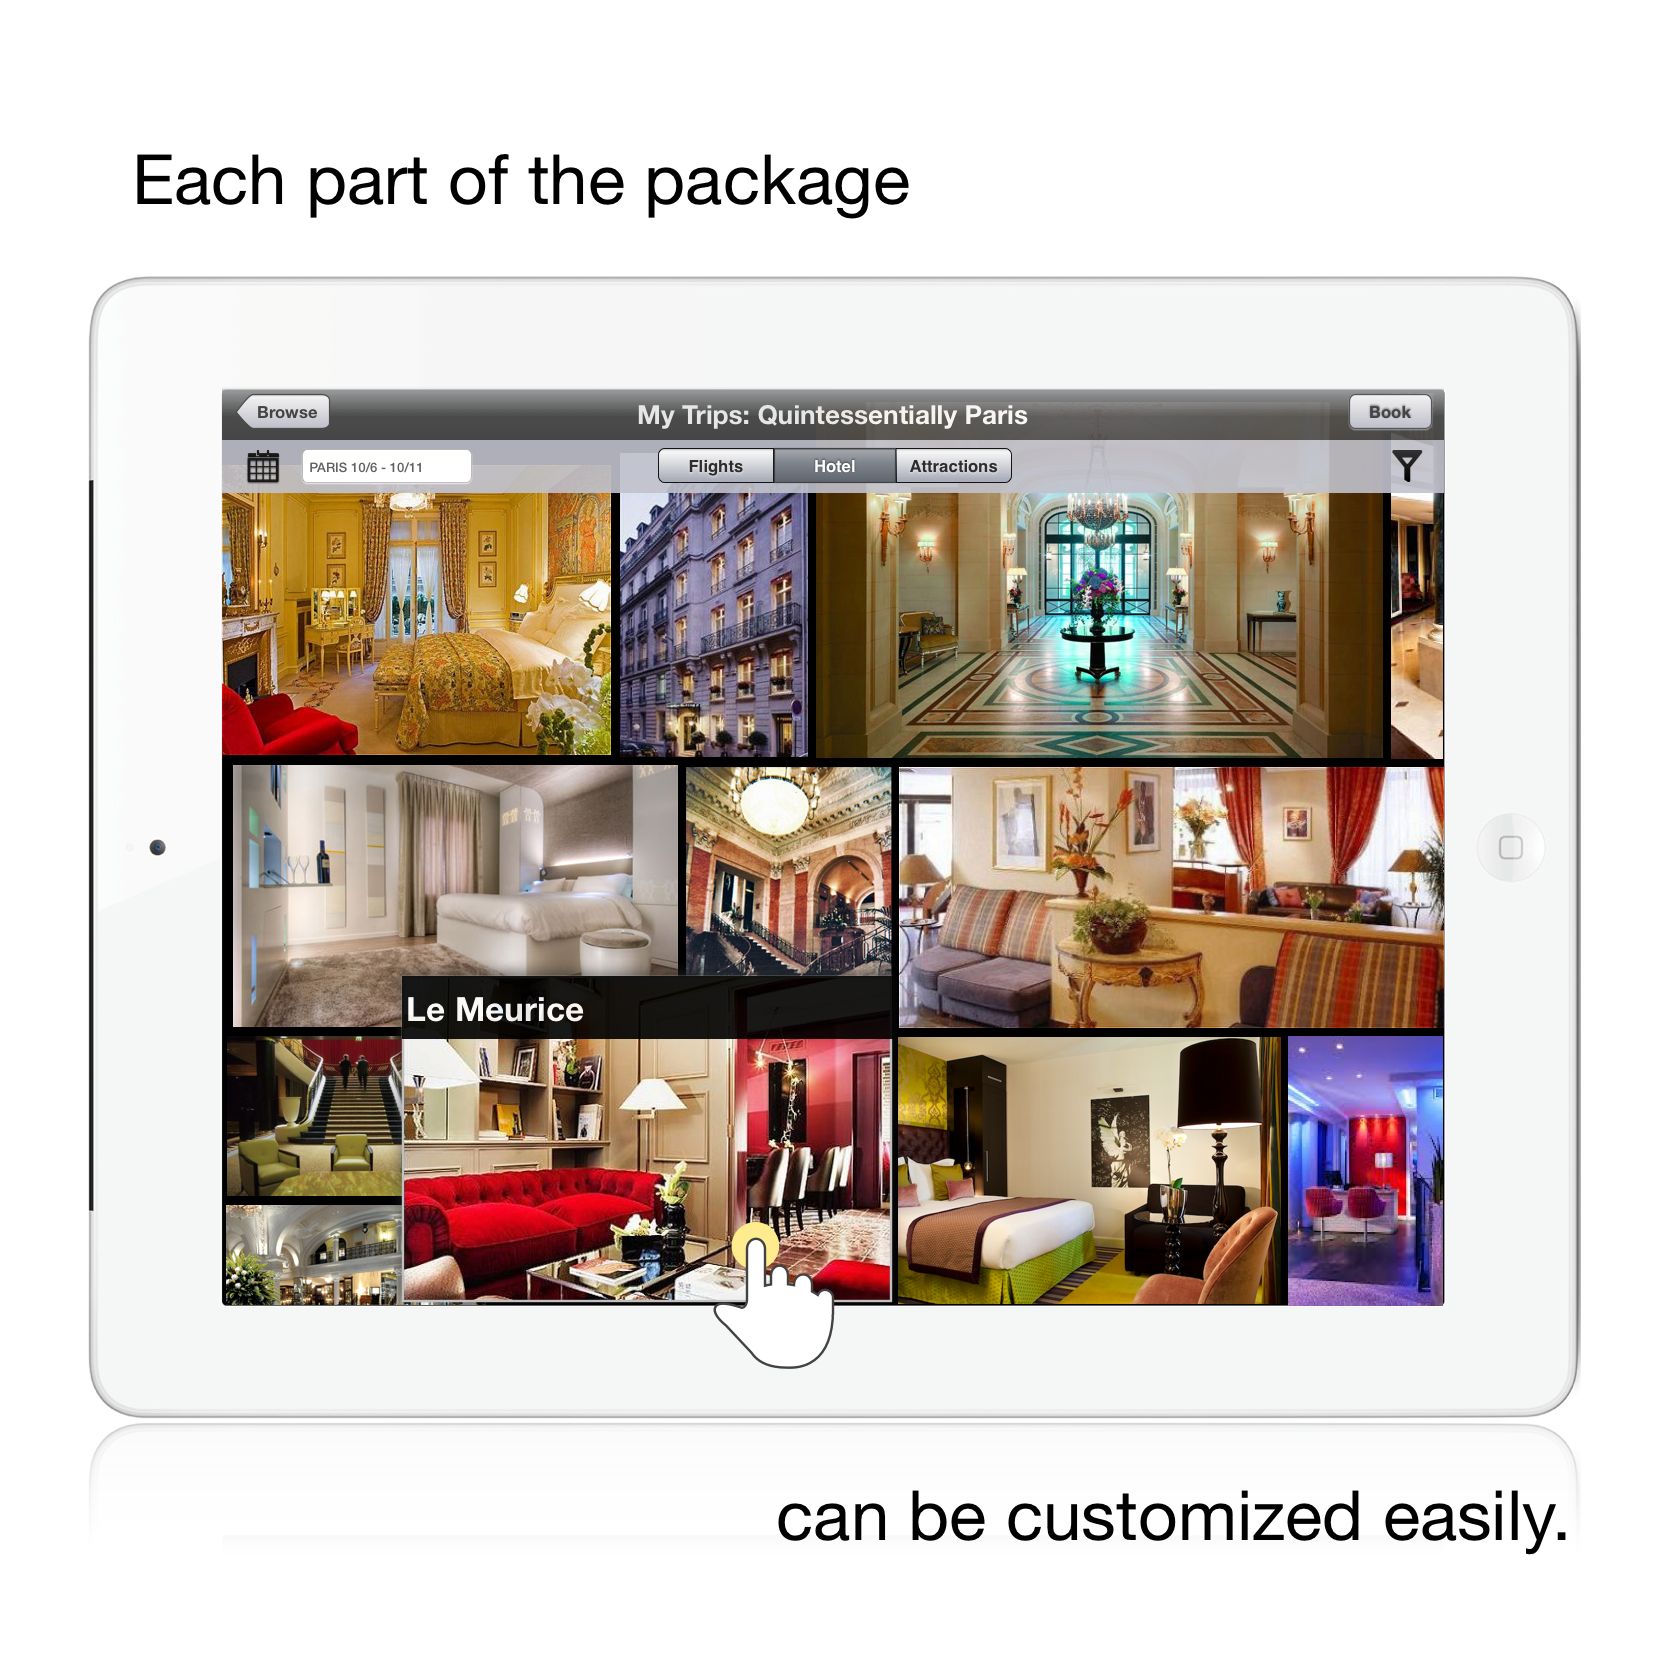 Each part of the package
Browse
My Trips: Quintessentially Paris
Book
PARIS 10/6 - 10/11
Flights
Hotel
Attractions
Le Meurice
can be customized easily.